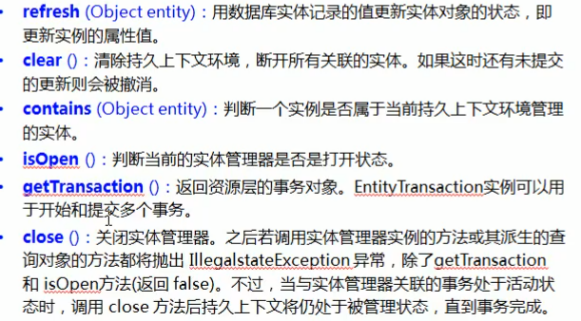 • refresh (Object entity)：用数据库实体记录的值更新实体对象的状态，即
更新实例的属性值。
• clear ()：清除持久上下文环境，断开所有关联的实体。如果这时还有未提交
的更新则会被撤消。
• contains (Object entity)：判断一个实例是否属于当前持久上下文环境管理
的实体。
• isOpen ()：判断当前的实体管理器是否是打开状态。
• getTransaction ()：返回资源层的事务对象。EntityTransaction实例可以用
于开始和提交多个事务。
• close ()：关闭实体管理器。之后若调用实体管理器实例的方法或其派生的查
询对象的方法都将抛出 IllegalstateException 异常，除了getTransaction
和 isOpen方法(返回 false)。不过，当与实体管理器关联的事务处于活动状
态时，调用 close 方法后持久上下文将仍处于被管理状态，直到事务完成。